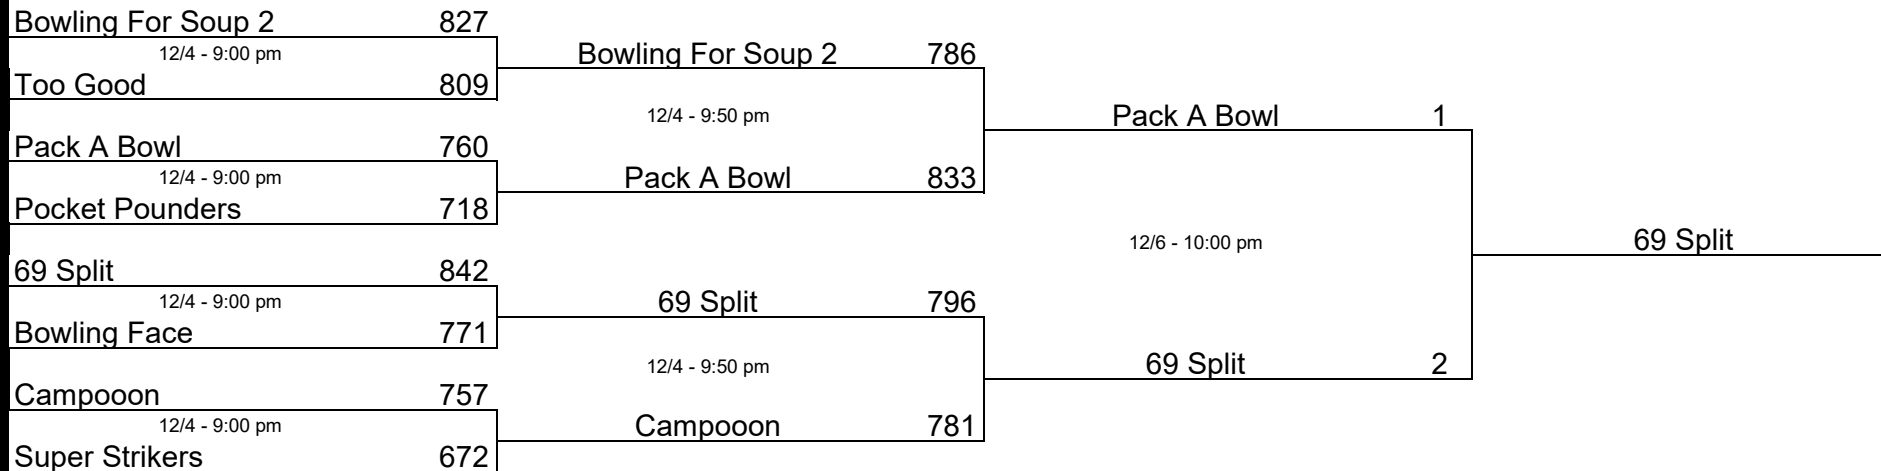 Bowling For Soup 2 827
12/4 - 9:00 pm
Too Good 809
Pack A Bowl 760
12/4 - 9:00 pm
Pocket Pounders 718
69 Split 842
12/4 - 9:00 pm
Bowling Face 771
Campooon 757
12/4 - 9:00 pm
Super Strikers 672
Bowling For Soup 2 786
12/4 - 9:50 pm
Pack A Bowl 833
69 Split 796
12/4 - 9:50 pm
Campooon 781
Pack A Bowl 1
12/6 - 10:00 pm
69 Split 2
69 Split